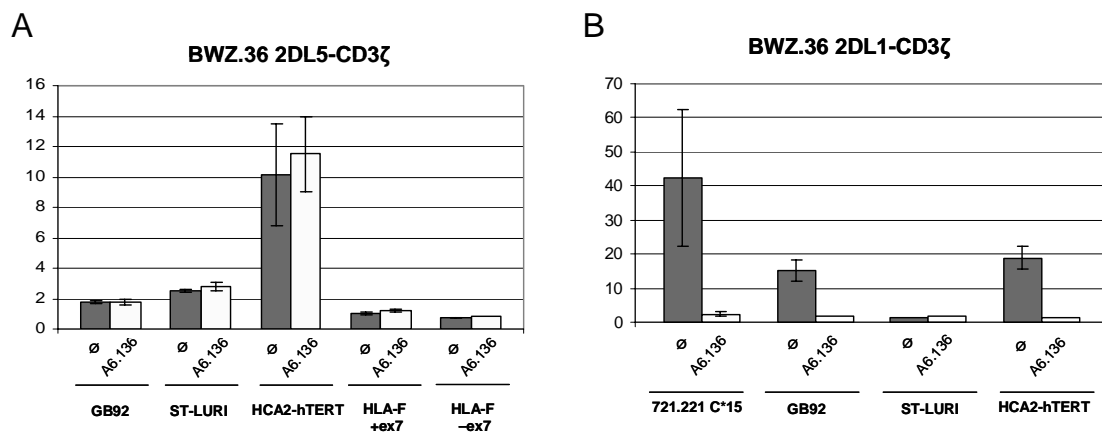 A
BWZ.36 2DL5-CD3ζ
16
14
12
10
8
6
4
2
0
ø
A6.136
ø
A6.136
ø
A6.136
ø
A6.136
ø
A6.136
GB92
ST-LURI
HCA2-hTERT
HLA-F
+ex7
HLA-F
–ex7
B
BWZ.36 2DL1-CD3ζ
70
60
50
40
30
20
10
0
ø
A6.136
ø
A6.136
ø
A6.136
ø
A6.136
721.221 C*15
GB92
ST-LURI
HCA2-hTERT